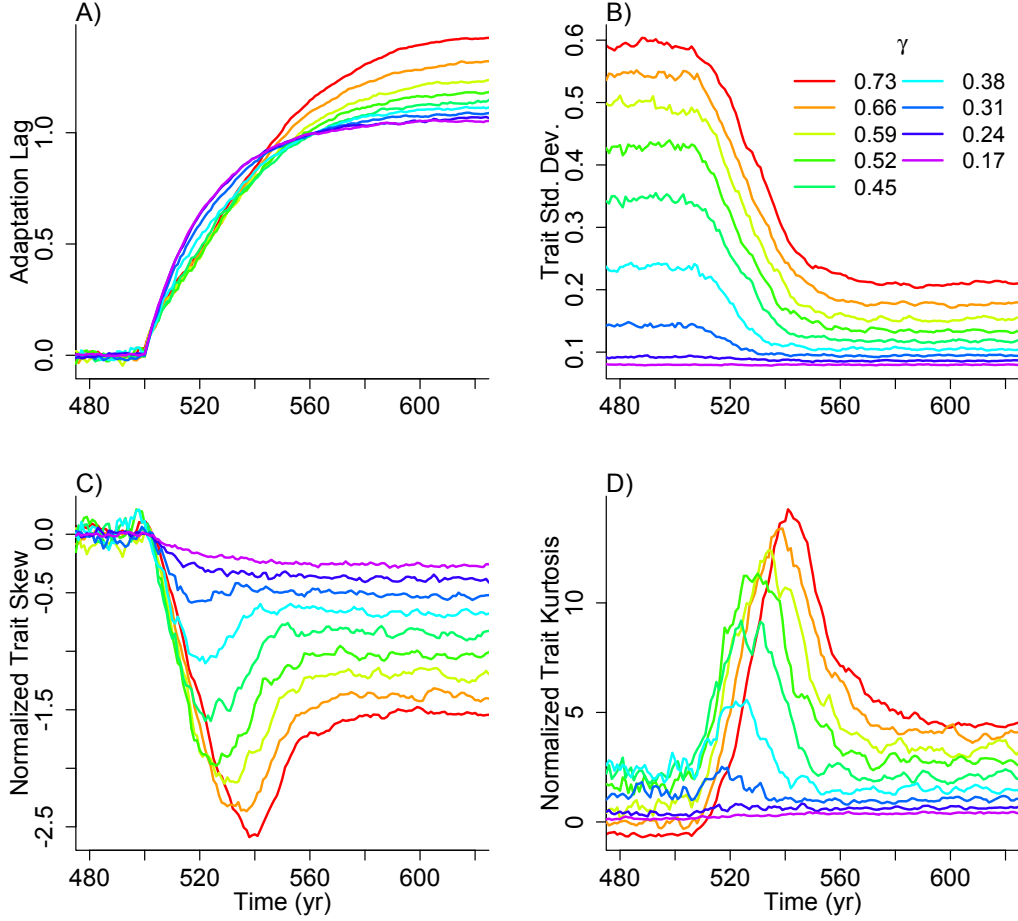 A)
Adaptation Lag
0.0 0.5 1.0
480 520 560 600
B)
Trait Std. Dev.
0.1 0.2 0.3 0.4 0.5 0.6
480 520 560 600
γ
0.73 0.38
0.66 0.31
0.59 0.24
0.52 0.17
0.45
C)
Normalized Trait Skew
-2.5 -1.5 -0.5 0.0
480 520 560 600
Time (yr)
D)
Normalized Kurtosis
0 5 10
480 520 560 600
Time (yr)